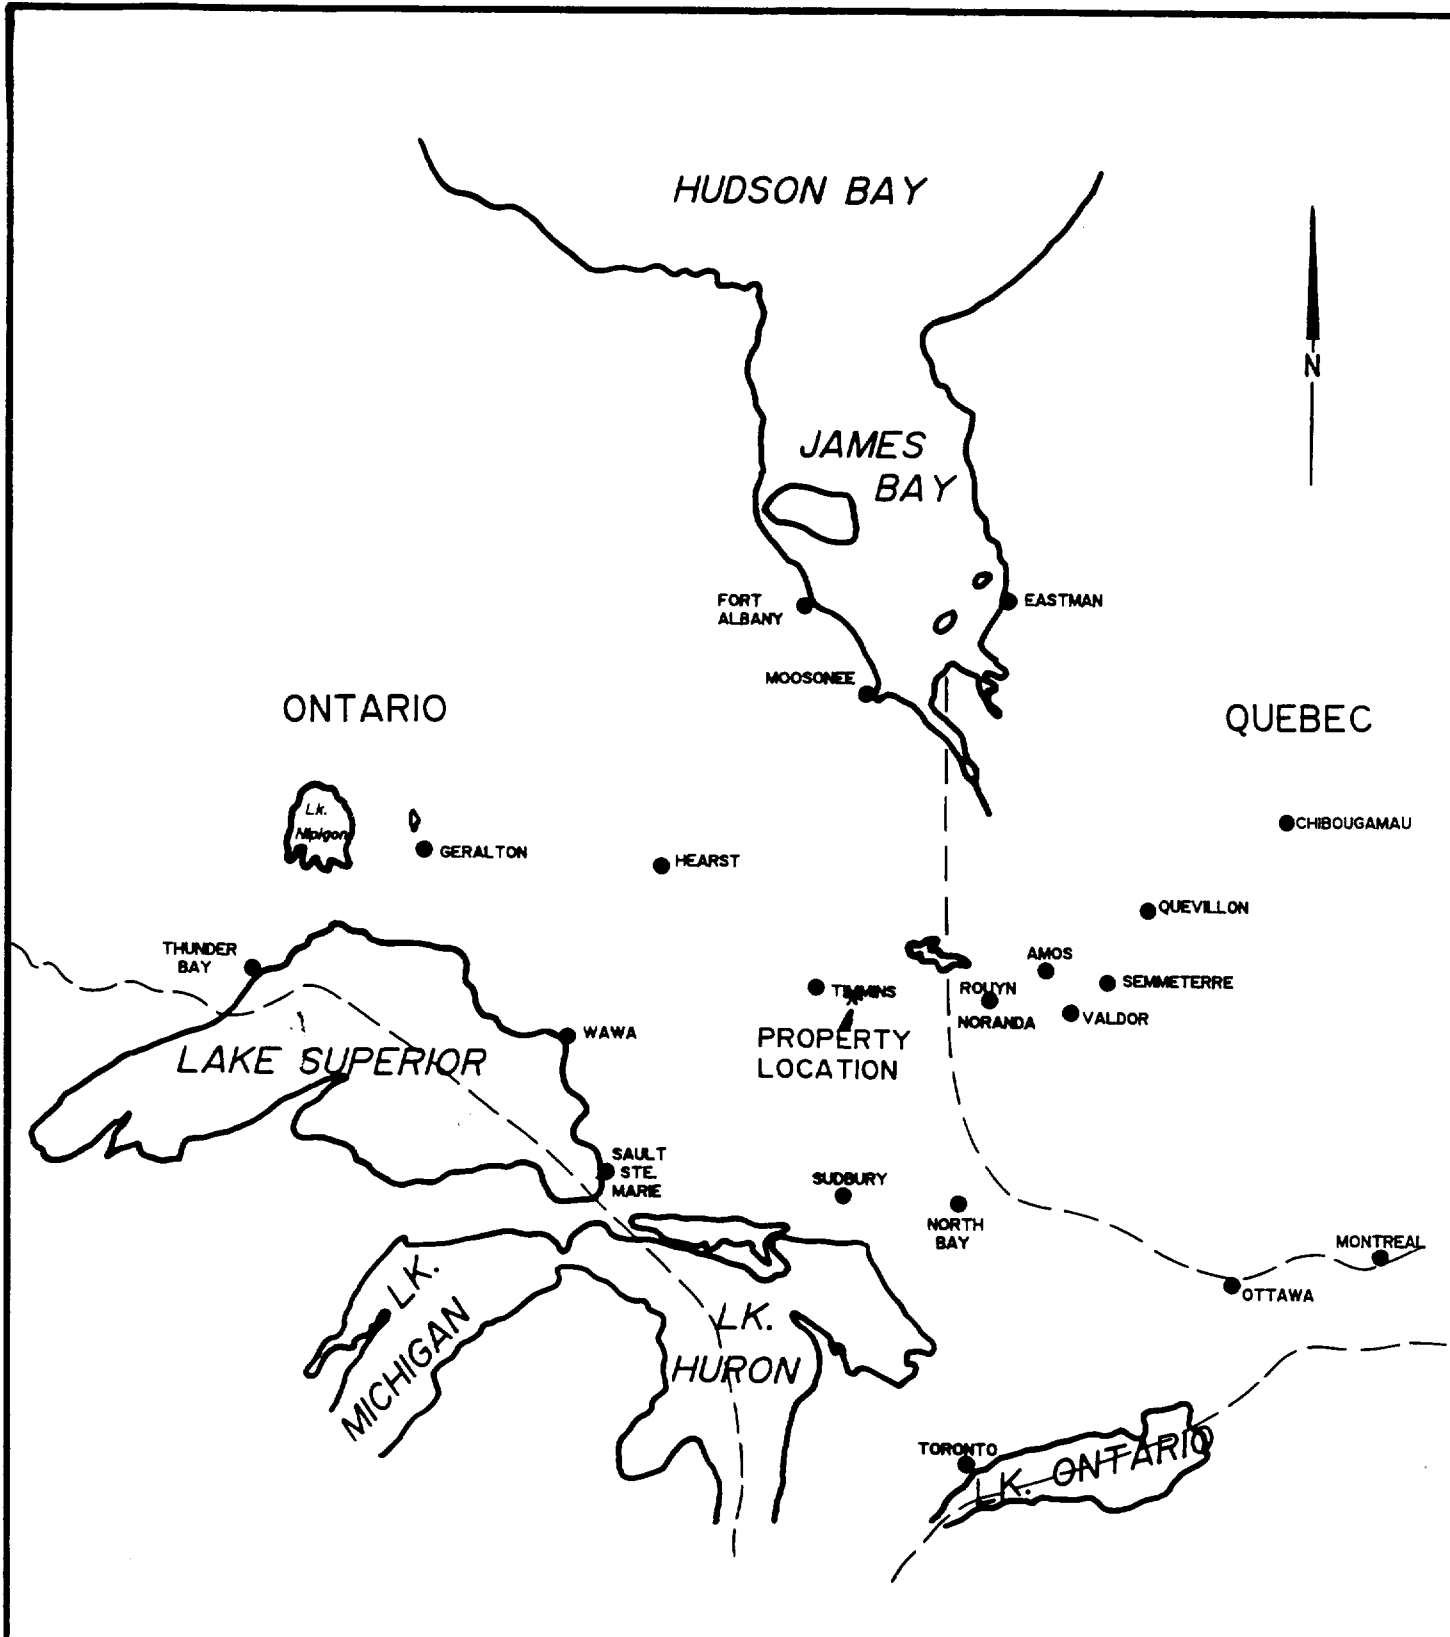 HUDSON BAY
N
JAMES
BAY
FORT
ALBANY
EASTMAN
MOOSONEE
ONTARIO
QUEBEC
Lk.
Nipigon
GERALTON
HEARST
CHIBOUGAMAU
QUEVILLON
THUNDER
BAY
AMOS
TIMMINS
ROUYN
NORANDA
SEMMETERRE
VALDOR
PROPERTY
LOCATION
WAWA
LAKE SUPERIOR
SAULT
STE.
MARIE
SUDBURY
NORTH
BAY
MONTREAL
OTTAWA
LK.
MICHIGAN
LK.
HURON
TORONTO
LK. ONTARIO